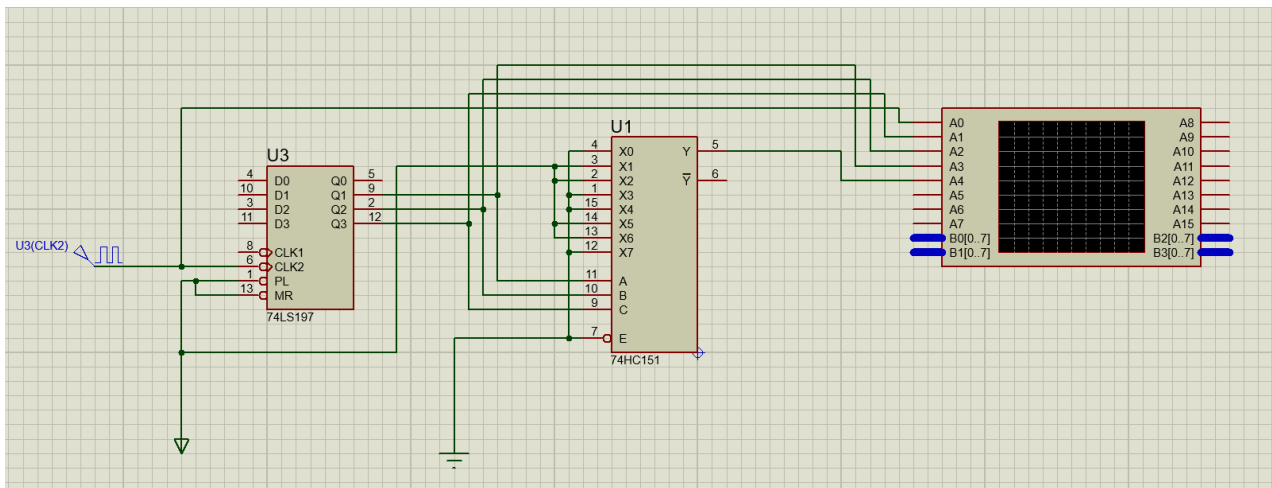 U3(CLK2)
U3
4 D0 Q0 5
10 D1 Q1 9
3 D2 Q2 2
11 D3 Q3 12
8 CLK1
6 CLK2
1 PL
13 MR
74LS197
U1
4 X0 Y 5
3 X1
2 X2 Y 6
1 X3
15 X4
14 X5
13 X6
12 X7
11 A
10 B
9 C
7 E
74HC151
A0 A8
A1 A9
A2 A10
A3 A11
A4 A12
A5 A13
A6 A14
A7 A15
B0[0..7] B2[0..7]
B1[0..7] B3[0..7]